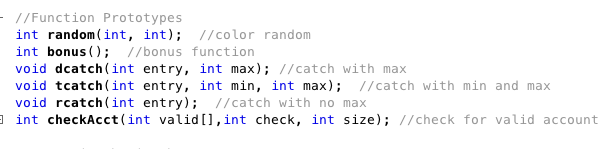 //Function Prototypes
int random(int, int);  //color random
int bonus();  //bonus function
void dcatch(int entry, int max); //catch with max
void tcatch(int entry, int min, int max);  //catch with min and max
void rcatch(int entry);  //catch with no max
int checkAcct(int valid[],int check, int size); //check for valid account